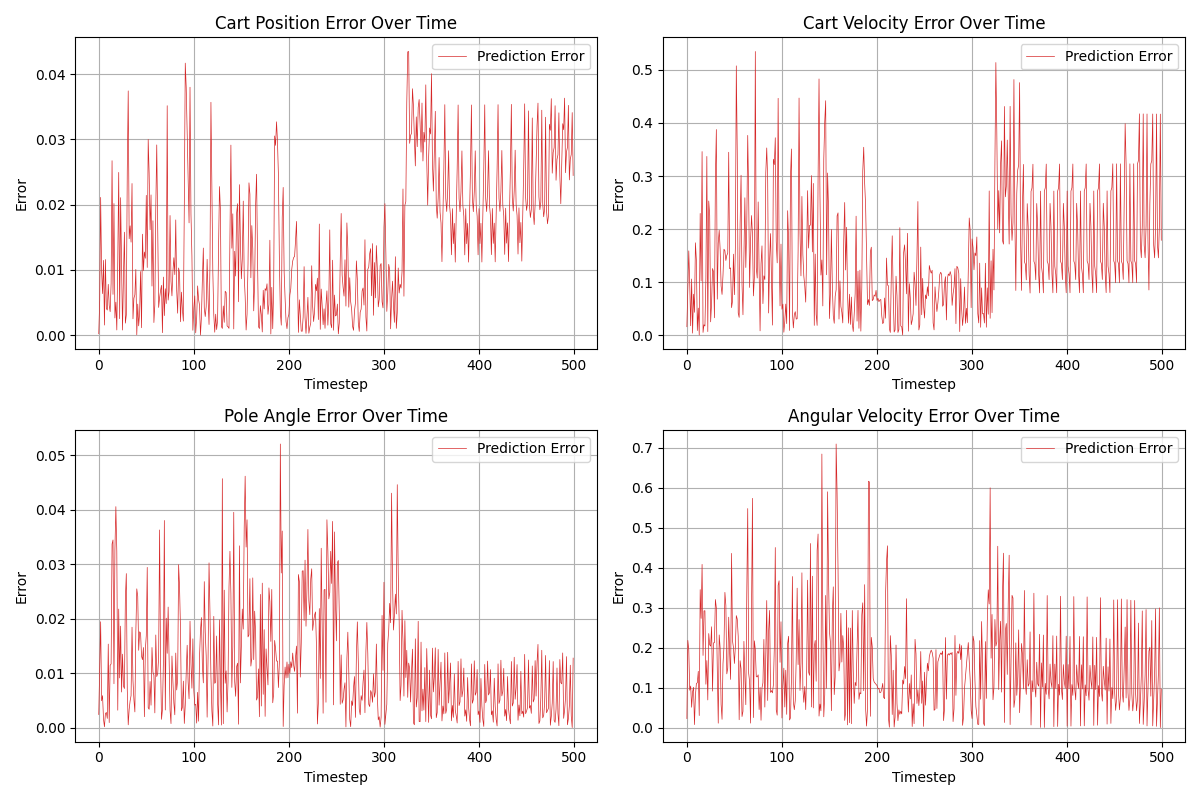 Cart Position Error Over Time
Prediction Error
Error
0.04
0.03
0.02
0.01
0.00
0 100 200 300 400 500
Timestep
Cart Velocity Error Over Time
Prediction Error
Error
0.5
0.4
0.3
0.2
0.1
0.0
0 100 200 300 400 500
Timestep
Pole Angle Error Over Time
Prediction Error
Error
0.05
0.04
0.03
0.02
0.01
0.00
0 100 200 300 400 500
Timestep
Angular Velocity Error Over Time
Prediction Error
Error
0.7
0.6
0.5
0.4
0.3
0.2
0.1
0.0
0 100 200 300 400 500
Timestep